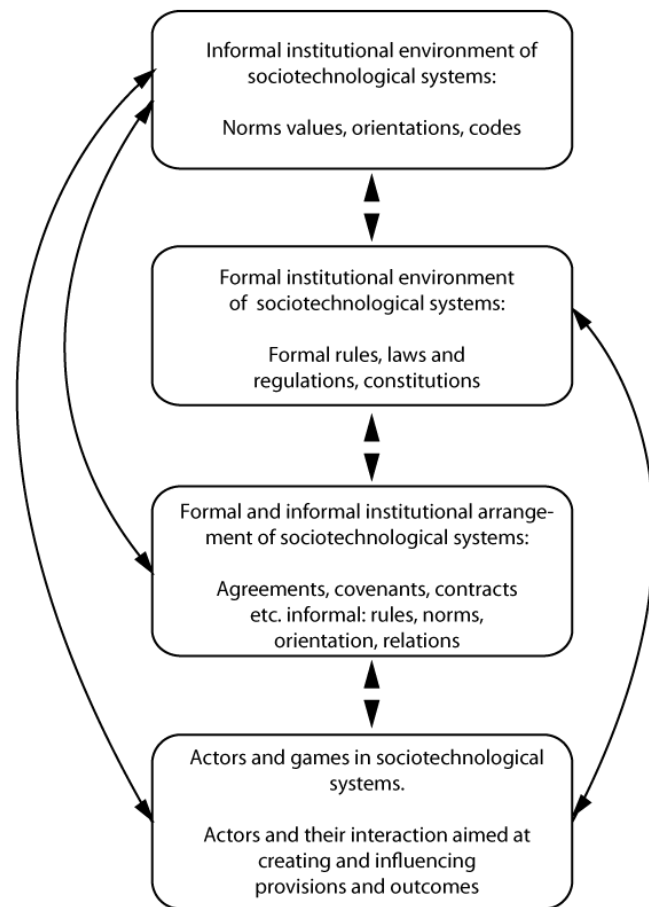 Informal institutional environment of
sociotechnological systems:
Norms values, orientations, codes
Formal institutional environment
of sociotechnological systems:
Formal rules, laws and
regulations, constitutions
Formal and informal institutional arrange-
ment of sociotechnological systems:
Agreements, covenants, contracts
etc. informal: rules, norms,
orientation, relations
Actors and games in sociotechnological
systems.
Actors and their interaction aimed at
creating and influencing
provisions and outcomes